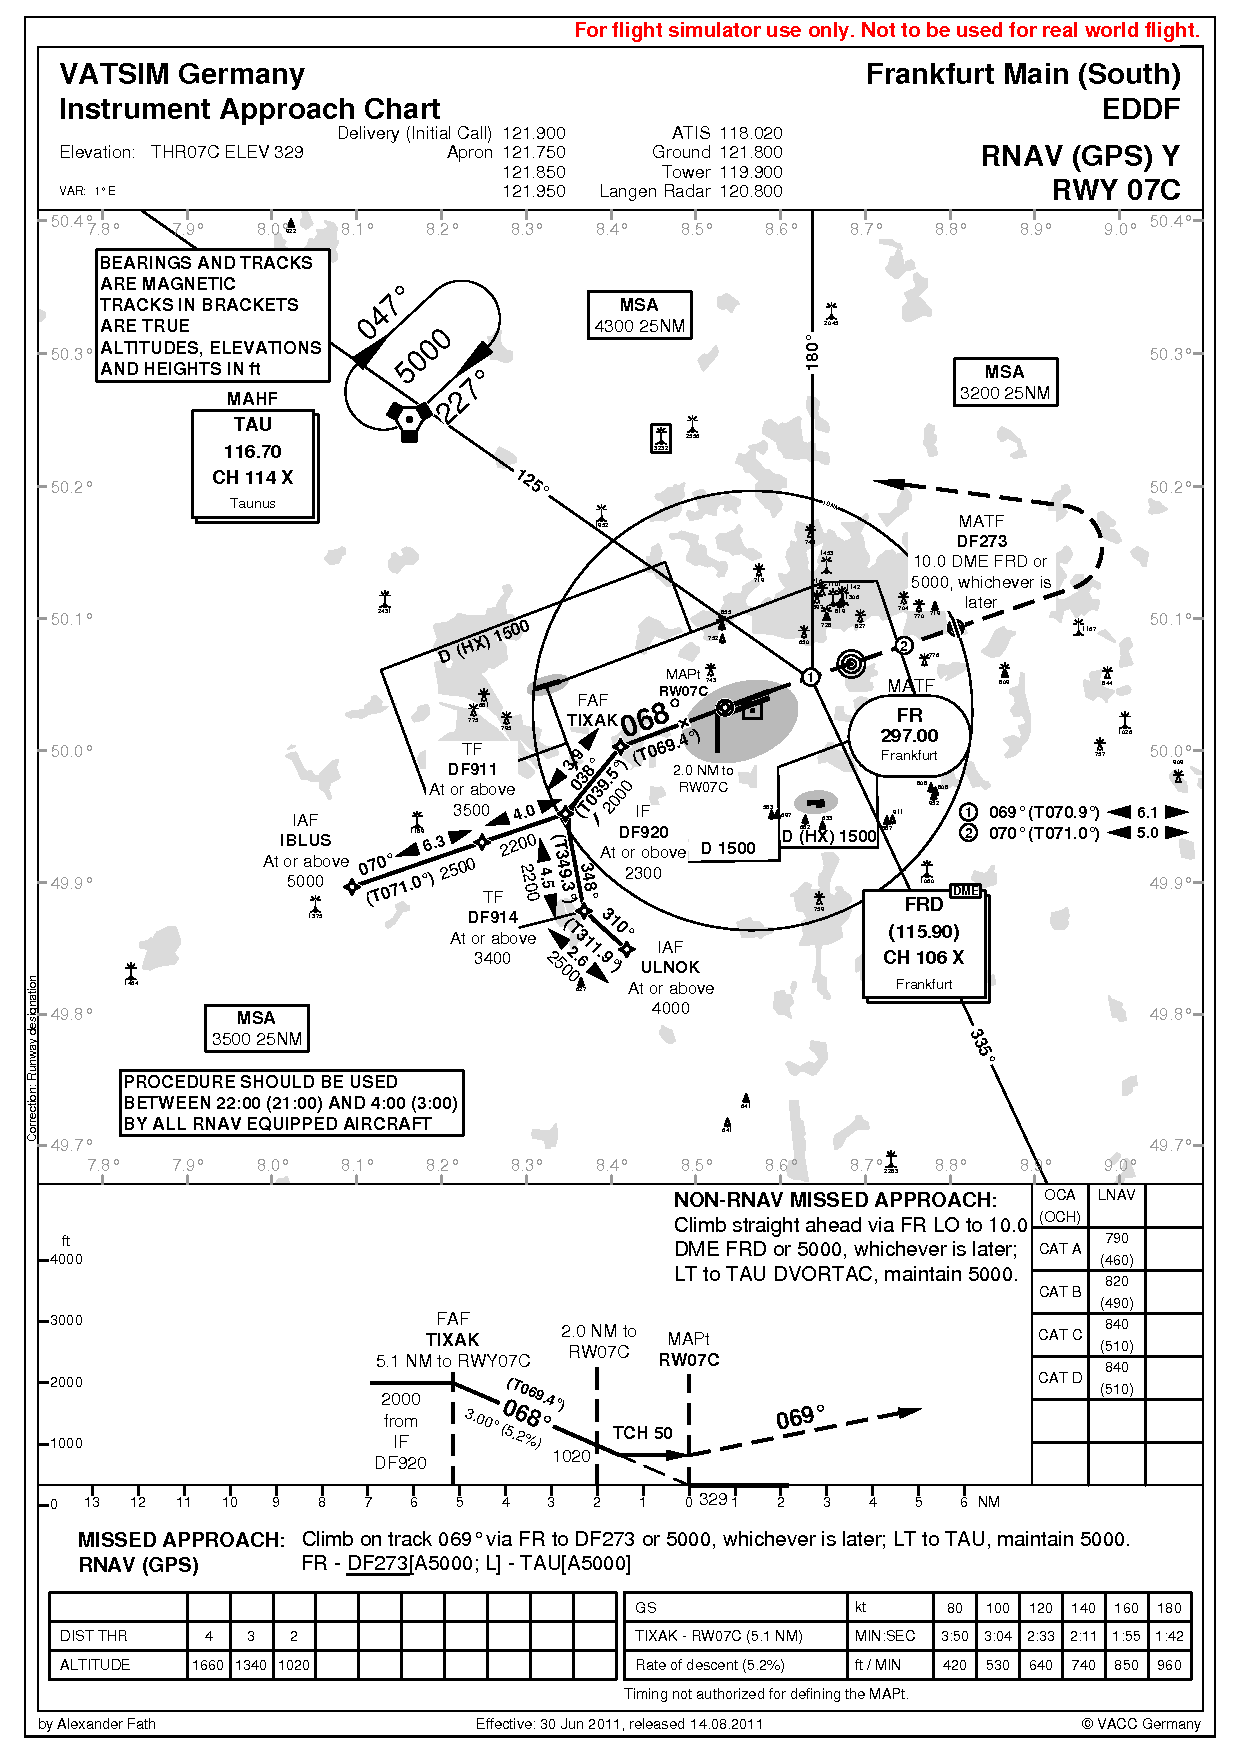 For flight simulator use only. Not to be used for real world flight.
VATSIM Germany
Instrument Approach Chart
Frankfurt Main (South)
EDDF
RNAV (GPS) Y
RWY 07C
Delivery (Initial Call) 121.900
Apron 121.750
121.850
121.950
ATIS 118.020
Ground 121.800
Tower 119.900
Langen Radar 120.800
Elevation: THR07C ELEV 329
VAR: 1°E
50.4° 7.8° 7.9° 8.0° 8.1° 8.2° 8.3° 8.4° 8.5° 8.6° 8.7° 8.8° 8.9° 9.0° 50.4°
BEARINGS AND TRACKS
ARE MAGNETIC
TRACKS IN BRACKETS
ARE TRUE
ALTITUDES, ELEVATIONS
AND HEIGHTS IN ft
047°
5000
227°
MSA
4300 25NM
180°
50.3° 50.3°
MSA
3200 25NM
MAHF
TAU
116.70
CH 114 X
Taunus
125°
50.2° 50.2°
MATF
DF273
10.0 DME FRD or
5000, whichever is
later
D (HX) 1500
50.1° 50.1°
MAPt
RW07C
FAF
TIXAK
068°
(T069.4°)
2.0 NM to
RW07C
1
2
MATF
FR
297.00
Frankfurt
50.0° 50.0°
TF
DF911
At or above
3500
3.9
038°
(T039.5°)
2000
4.0
2200
IAF
IBLUS
At or above
5000
070°
6.3
(T071.0°) 2500
IF
DF920
At or obove
2300
D 1500
D (HX) 1500
1 069°(T070.9°) 6.1
2 070°(T071.0°) 5.0
49.9° 49.9°
(T349.3°)
348°
4.5
2200
TF
DF914
At or above
3400
310°
(T311.9°)
2.6
2500
IAF
ULNOK
At or above
4000
DME
FRD
(115.90)
CH 106 X
Frankfurt
335°
49.8° 49.8°
MSA
3500 25NM
PROCEDURE SHOULD BE USED
BETWEEN 22:00 (21:00) AND 4:00 (3:00)
BY ALL RNAV EQUIPPED AIRCRAFT
Correction: Runway designation
49.7° 49.7°
7.8° 7.9° 8.0° 8.1° 8.2° 8.3° 8.4° 8.5° 8.6° 8.7° 8.8° 8.9° 9.0°
NON-RNAV MISSED APPROACH:
Climb straight ahead via FR LO to 10.0
DME FRD or 5000, whichever is later;
LT to TAU DVORTAC, maintain 5000.
OCA LNAV
(OCH)
CAT A 790
(460)
CAT B 820
(490)
CAT C 840
(510)
CAT D 840
(510)
ft
4000
3000
2000
1000
0
FAF
TIXAK
5.1 NM to RWY07C
2.0 NM to
RW07C
MAPt
RW07C
2000
from
IF
DF920
(T069.4°)
068°
3.00° (5.2%)
1020
TCH 50
069°
329
13 12 11 10 9 8 7 6 5 4 3 2 1 0 1 2 3 4 5 6 NM
MISSED APPROACH: Climb on track 069° via FR to DF273 or 5000, whichever is later; LT to TAU, maintain 5000.
RNAV (GPS) FR - DF273[A5000; L] - TAU[A5000]
DIST THR 4 3 2
ALTITUDE 1660 1340 1020
GS kt 80 100 120 140 160 180
TIXAK - RW07C (5.1 NM) MIN:SEC 3:50 3:04 2:33 2:11 1:55 1:42
Rate of descent (5.2%) ft / MIN 420 530 640 740 850 960
Timing not authorized for defining the MAPt.
by Alexander Fath
Effective: 30 Jun 2011, released 14.08.2011
© VACC Germany